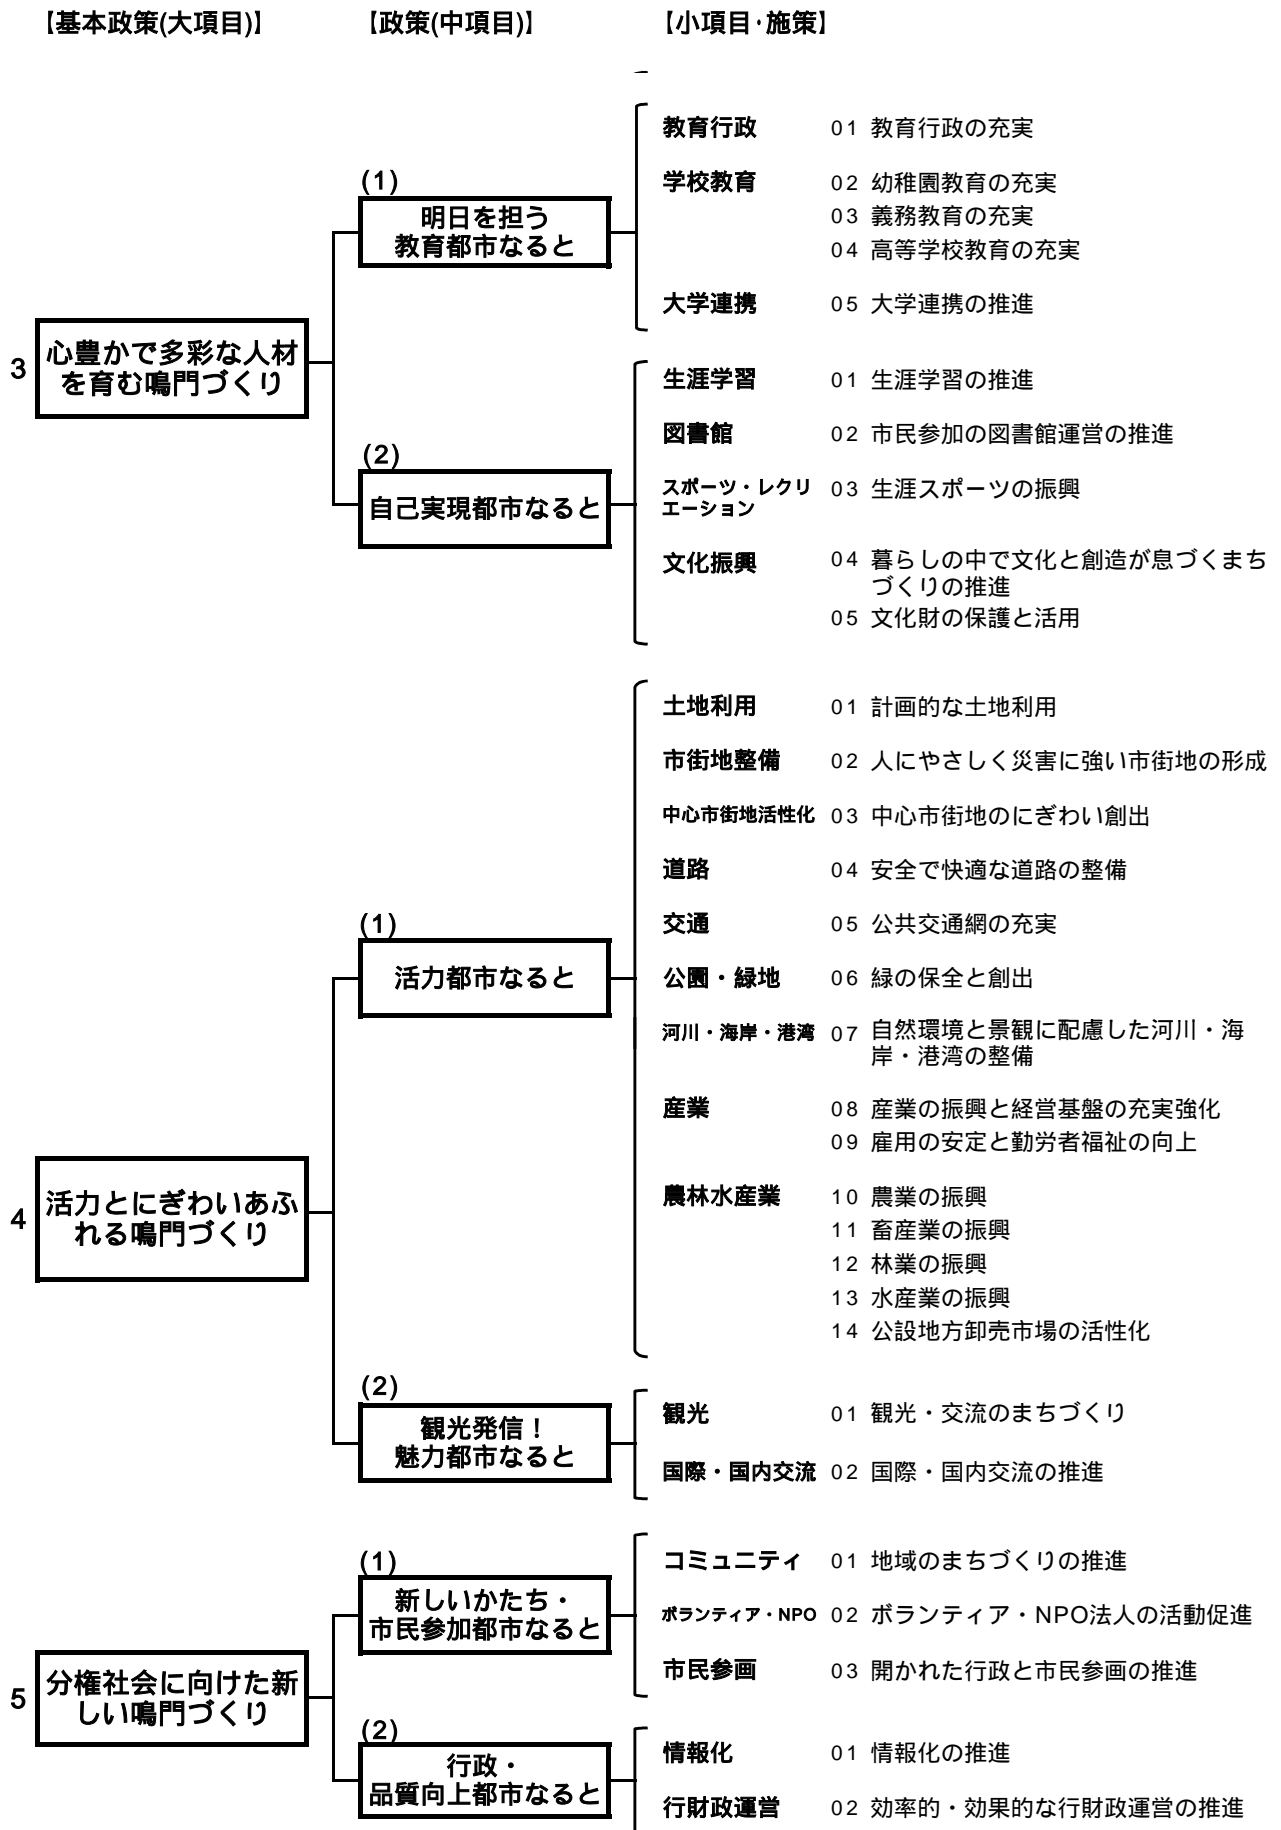 【基本政策(大項目)】 【政策(中項目)】 【小項目・施策】
3 心豊かで多彩な人材
を育む鳴門づくり
(1)
明日を担う
教育都市なると
教育行政 01 教育行政の充実
学校教育 02 幼稚園教育の充実
03 義務教育の充実
04 高等学校教育の充実
大学連携 05 大学連携の推進
(2)
自己実現都市なると
生涯学習 01 生涯学習の推進
図書館 02 市民参加の図書館運営の推進
スポーツ・レクリ
エーション
03 生涯スポーツの振興
文化振興 04 暮らしの中で文化と創造が息づくまち
づくりの推進
05 文化財の保護と活用
4 活力とにぎわいあふ
れる鳴門づくり
(1)
活力都市なると
土地利用 01 計画的な土地利用
市街地整備 02 人にやさしく災害に強い市街地の形成
中心市街地活性化 03 中心市街地のにぎわい創出
道路 04 安全で快適な道路の整備
交通 05 公共交通網の充実
公園・緑地 06 緑の保全と創出
河川・海岸・港湾 07 自然環境と景観に配慮した河川・海
岸・港湾の整備
産業 08 産業の振興と経営基盤の充実強化
09 雇用の安定と勤労者福祉の向上
農林水産業 10 農業の振興
11 畜産業の振興
12 林業の振興
13 水産業の振興
14 公設地方卸売市場の活性化
(2)
観光発信!
魅力都市なると
観光 01 観光・交流のまちづくり
国際・国内交流 02 国際・国内交流の推進
5 分権社会に向けた新
しい鳴門づくり
(1)
新しいかたち・
市民参加都市なると
コミュニティ 01 地域のまちづくりの推進
ボランティア・NPO 02 ボランティア・NPO法人の活動促進
市民参画 03 開かれた行政と市民参画の推進
(2)
行政・
品質向上都市なると
情報化 01 情報化の推進
行財政運営 02 効率的・効果的な行財政運営の推進